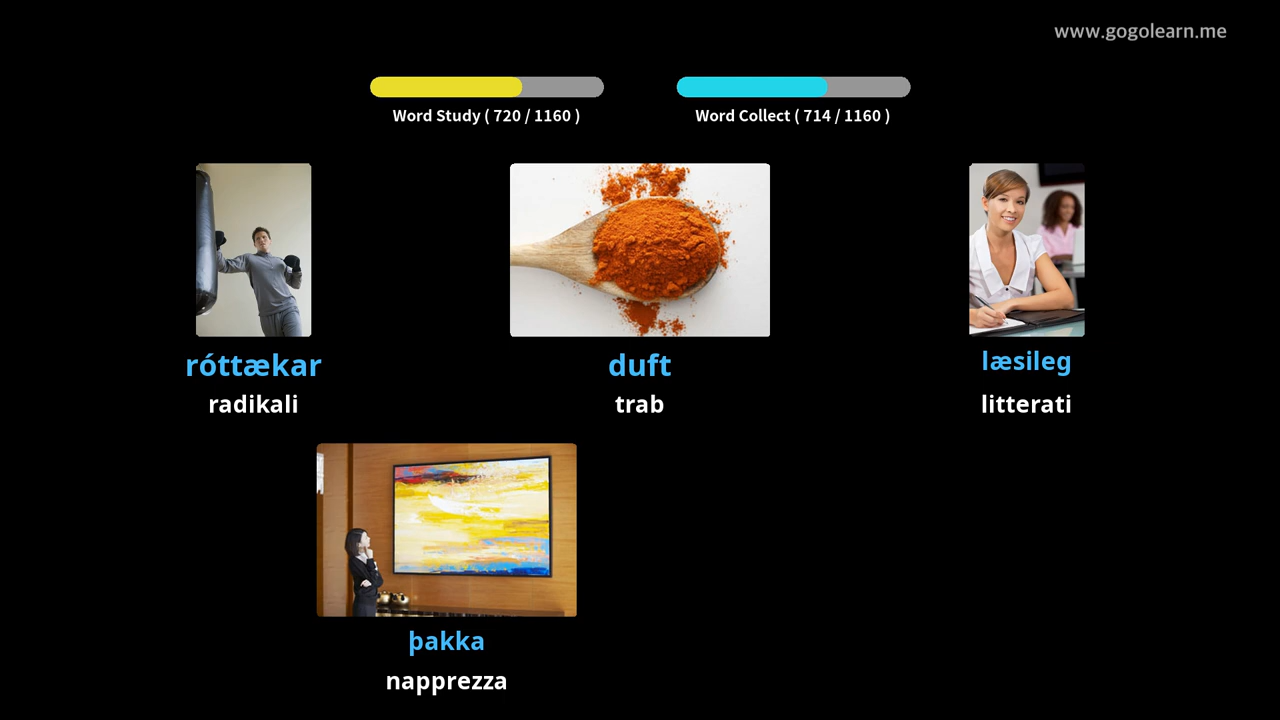 www.gogolearn.me
Word Study ( 720 / 1160 )
Word Collect ( 714 / 1160 )
róttækar
radikali
duft
trab
læsileg
litterati
þakka
napprezza